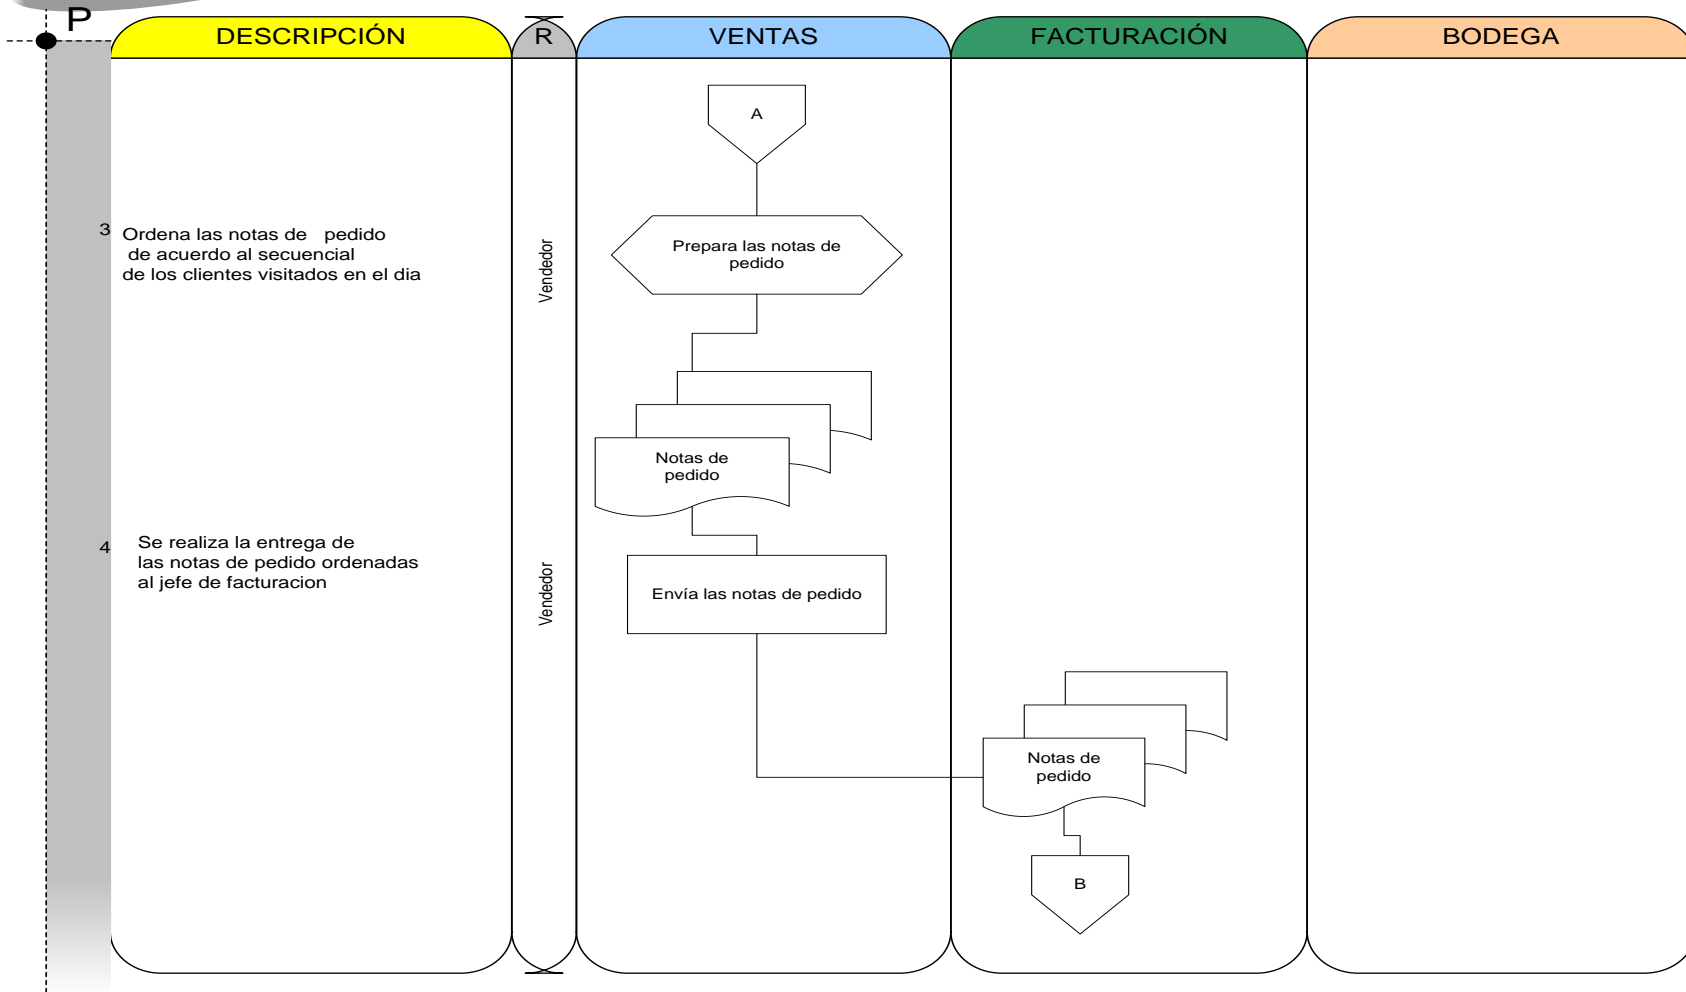 P
DESCRIPCIÓN
R
VENTAS
FACTURACIÓN
BODEGA
A
3
Ordena las notas de pedido
de acuerdo al secuencial
de los clientes visitados en el dia
Vendedor
Prepara las notas de
pedido
Notas de
pedido
4
Se realiza la entrega de
las notas de pedido ordenadas
al jefe de facturacion
Vendedor
Envía las notas de pedido
Notas de
pedido
B